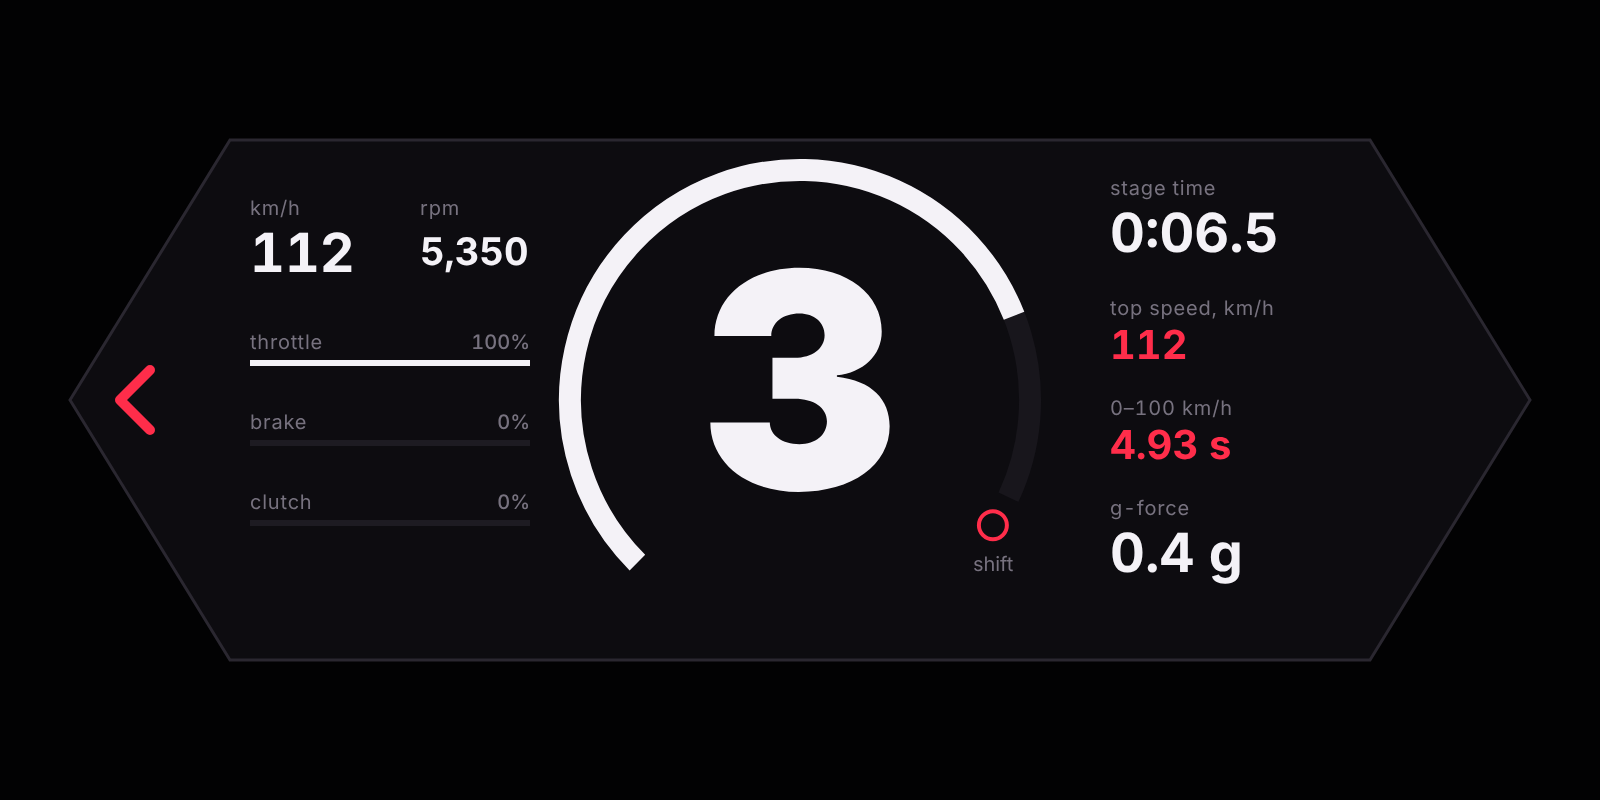 km/h
112
rpm
5,350
throttle 100%
brake 0%
clutch 0%
3
shift
stage time
0:06.5
top speed, km/h
112
0–100 km/h
4.93 s
g-force
0.4 g